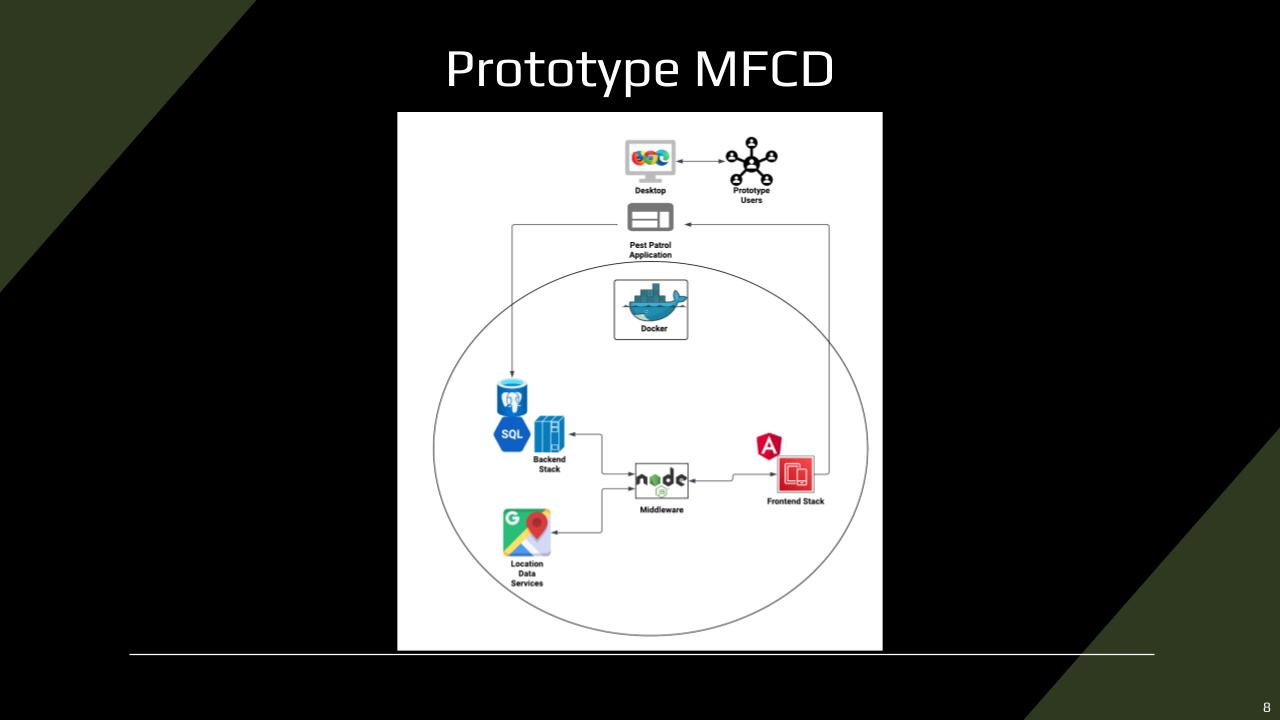 Prototype MFCD
Desktop
Prototype
Users
Pest Patrol
Application
Docker
SQL
Backend
Stack
node
JS
Middleware
A
Frontend Stack
G
Location
Data
Services
8